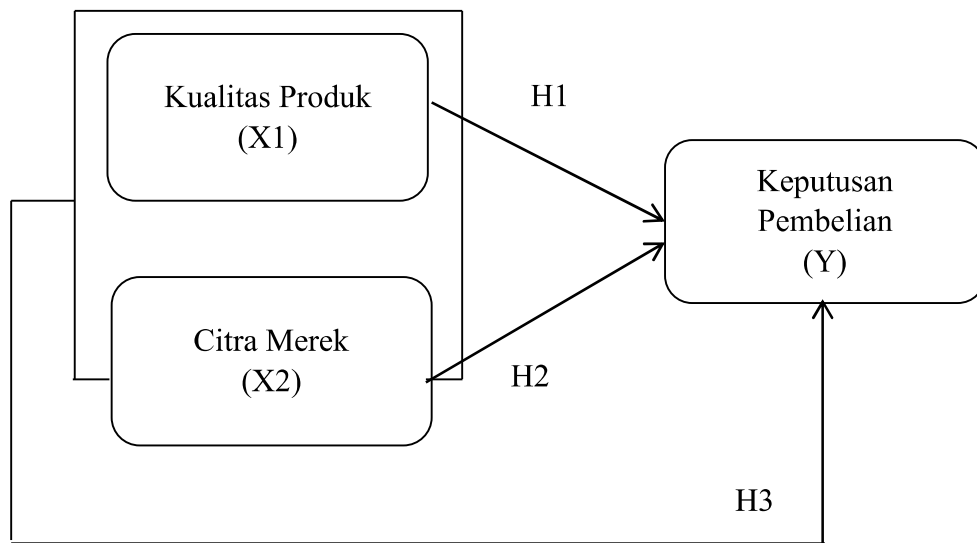 Kualitas Produk
(X1)
H1
Keputusan
Pembelian
(Y)
Citra Merek
(X2)
H2
H3